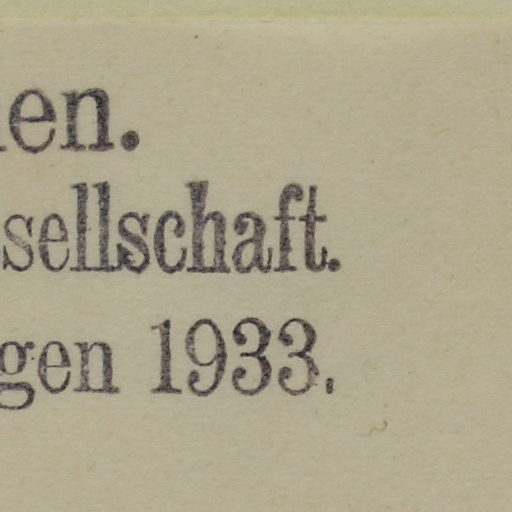 en.
sellschaft.
gen 1933.